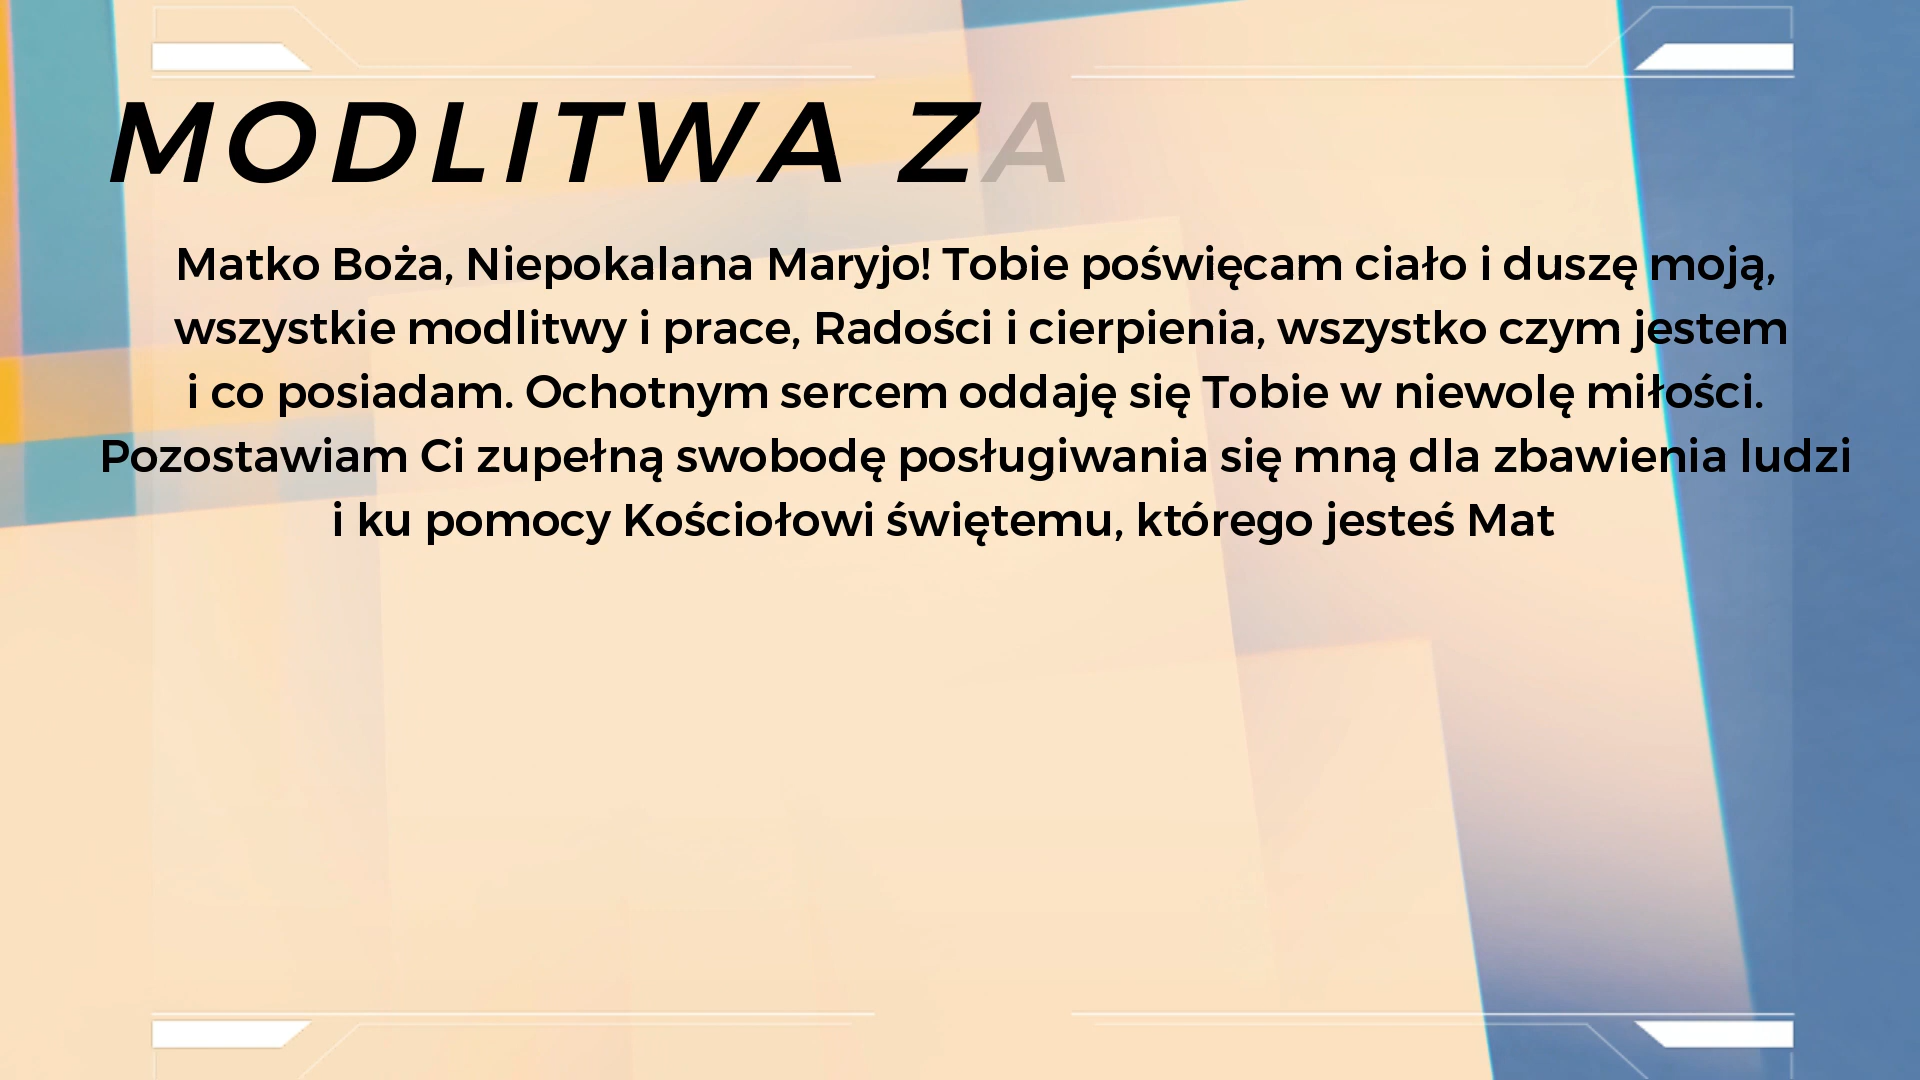 MODLITWA ZA
Matko Boża, Niepokalana Maryjo! Tobie poświęcam ciało i duszę moją,
wszystkie modlitwy i prace, Radości i cierpienia, wszystko czym jestem
i co posiadam. Ochotnym sercem oddaję się Tobie w niewolę miłości.
Pozostawiam Ci zupełną swobodę posługiwania się mną dla zbawienia ludzi
i ku pomocy Kościołowi świętemu, którego jesteś Mat